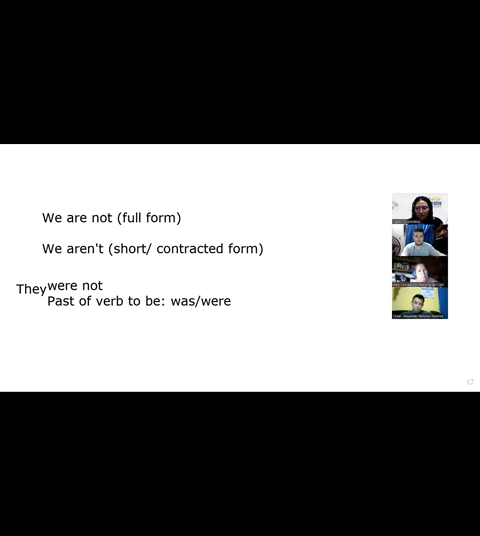 We are not (full form)
We aren't (short/ contracted form)
They were not
Past of verb to be: was/were